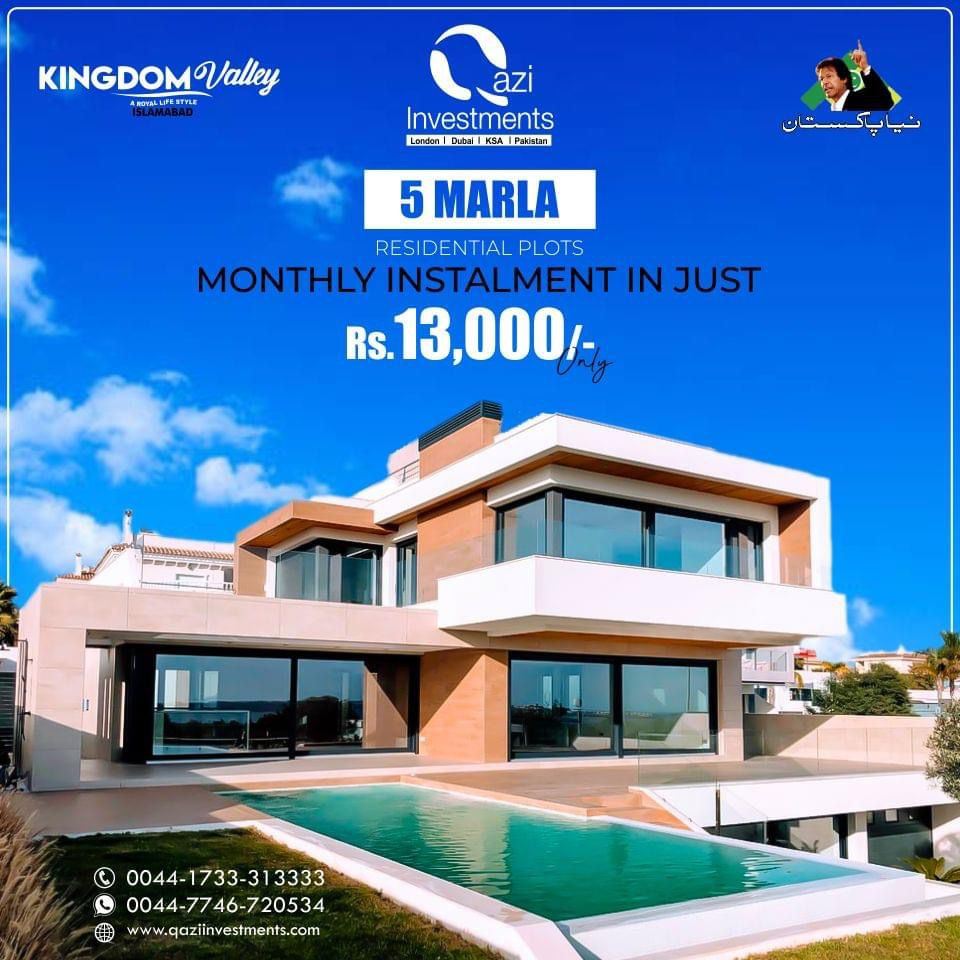 KINGDOM Valley
A ROYAL LIFE STYLE
ISLAMABAD
Qazi
Investments
London | Dubai | KSA | Pakistan
نیا پاکستان
5 MARLA
RESIDENTIAL PLOTS
MONTHLY INSTALMENT IN JUST
Rs.13,000/-
Only
0044-1733-313333
0044-7746-720534
www.qaziinvestments.com